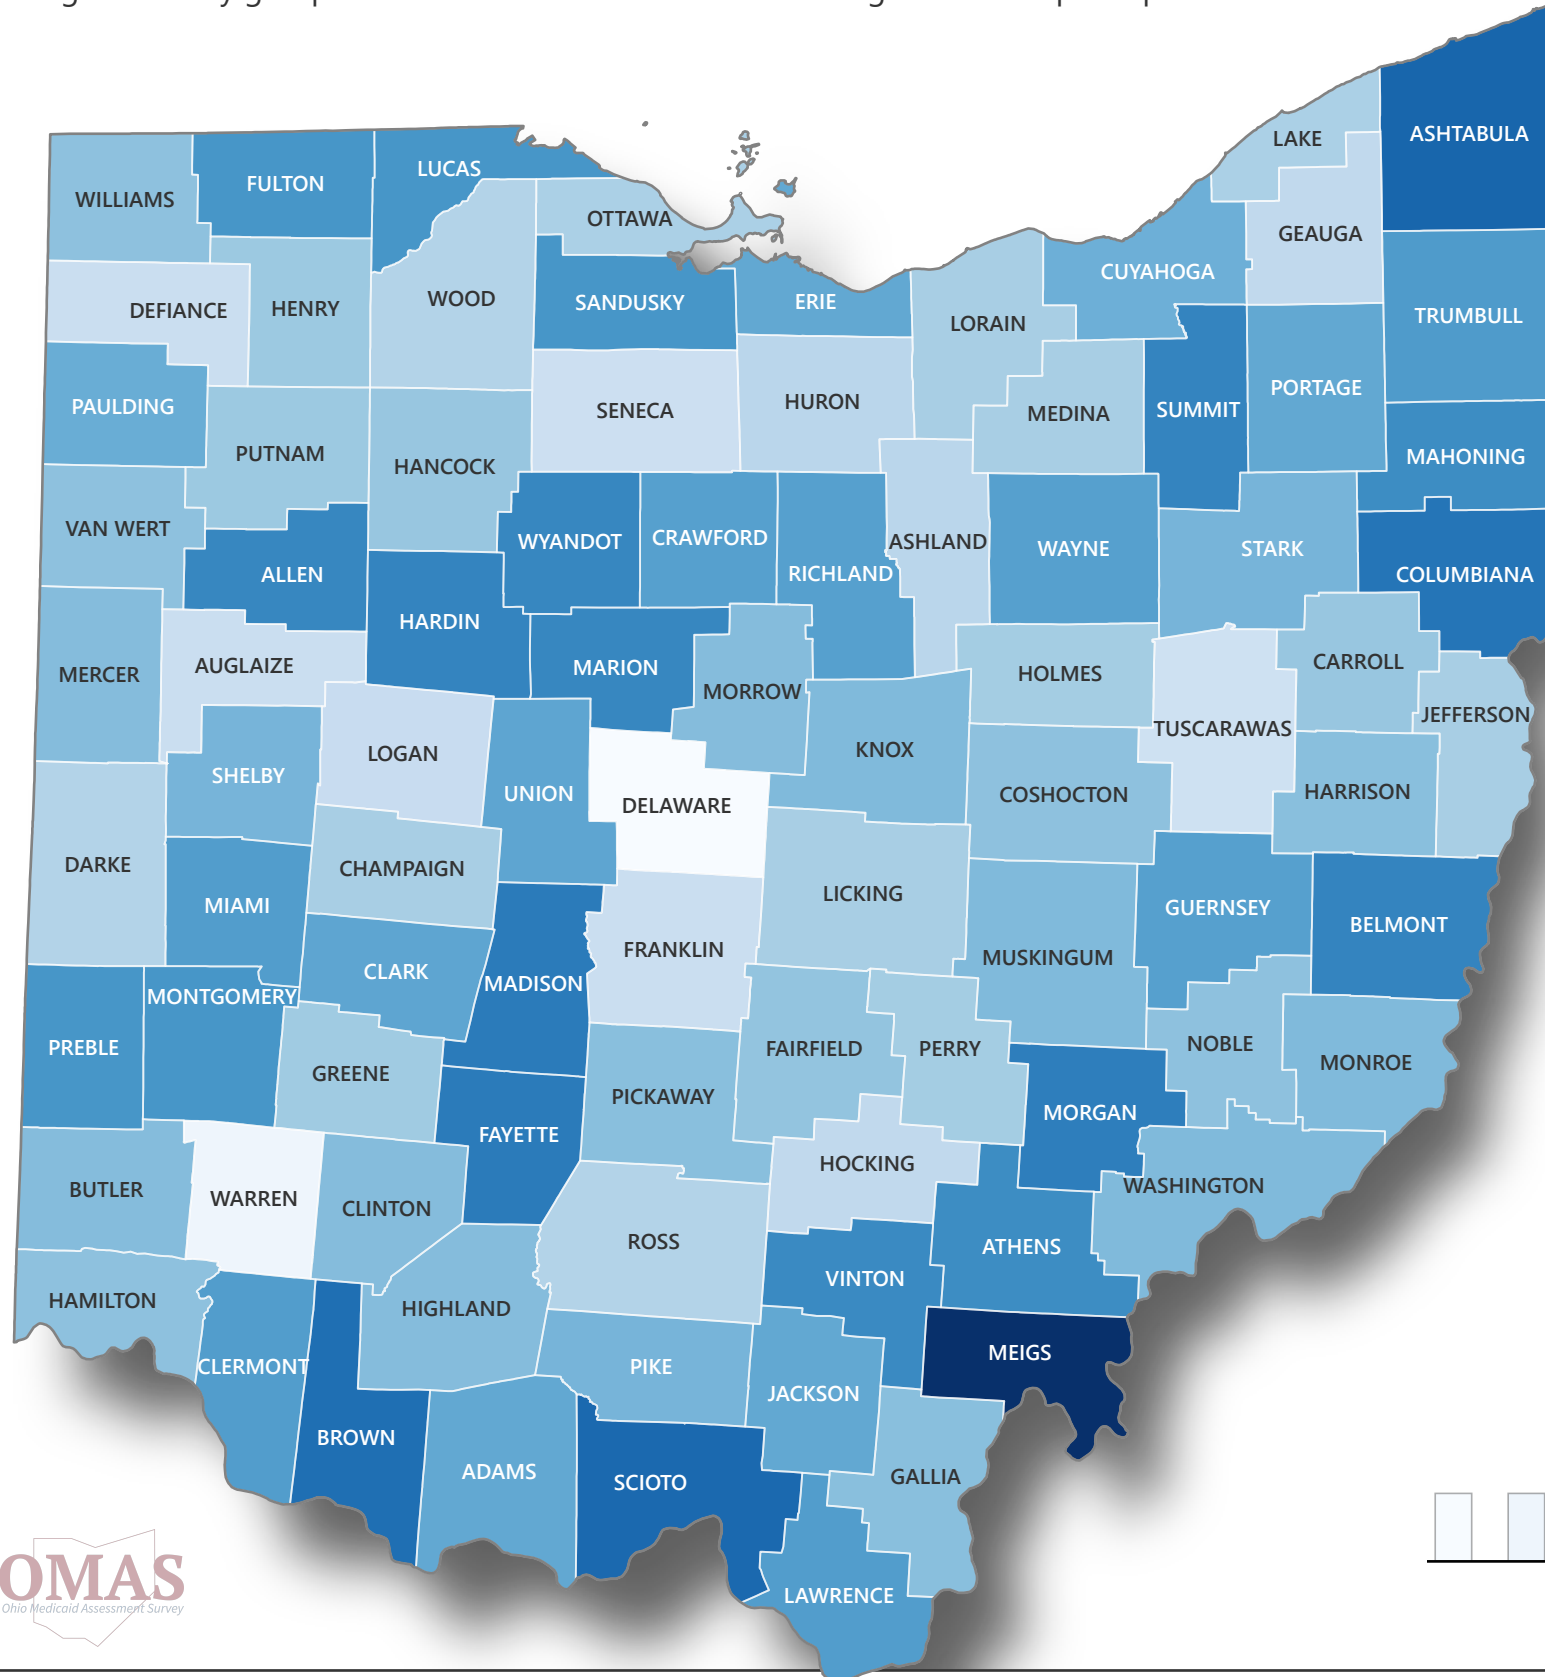 LAKE
ASHTABULA
WILLIAMS
FULTON
LUCAS
OTTAWA
GEAUGA
CUYAHOGA
DEFIANCE
HENRY
WOOD
SANDUSKY
ERIE
LORAIN
TRUMBULL
PAULDING
SENECA
HURON
MEDINA
SUMMIT
PORTAGE
PUTNAM
HANCOCK
MAHONING
VAN WERT
ALLEN
WYANDOT
CRAWFORD
RICHLAND
ASHLAND
WAYNE
STARK
COLUMBIANA
HARDIN
MERCER
AUGLAIZE
MARION
MORROW
HOLMES
CARROLL
JEFFERSON
TUSCARAWAS
LOGAN
SHELBY
UNION
DELAWARE
KNOX
COSHOCTON
HARRISON
DARKE
CHAMPAIGN
LICKING
MIAMI
GUERNSEY
BELMONT
CLARK
FRANKLIN
MUSKINGUM
MADISON
MONTGOMERY
PREBLE
GREENE
FAIRFIELD
PERRY
NOBLE
MONROE
PICKAWAY
MORGAN
FAYETTE
HOCKING
WASHINGTON
BUTLER
WARREN
CLINTON
ROSS
ATHENS
VINTON
HAMILTON
HIGHLAND
MEIGS
CLERMONT
PIKE
JACKSON
BROWN
ADAMS
SCIOTO
GALLIA
LAWRENCE
OMAS
Ohio Medicaid Assessment Survey